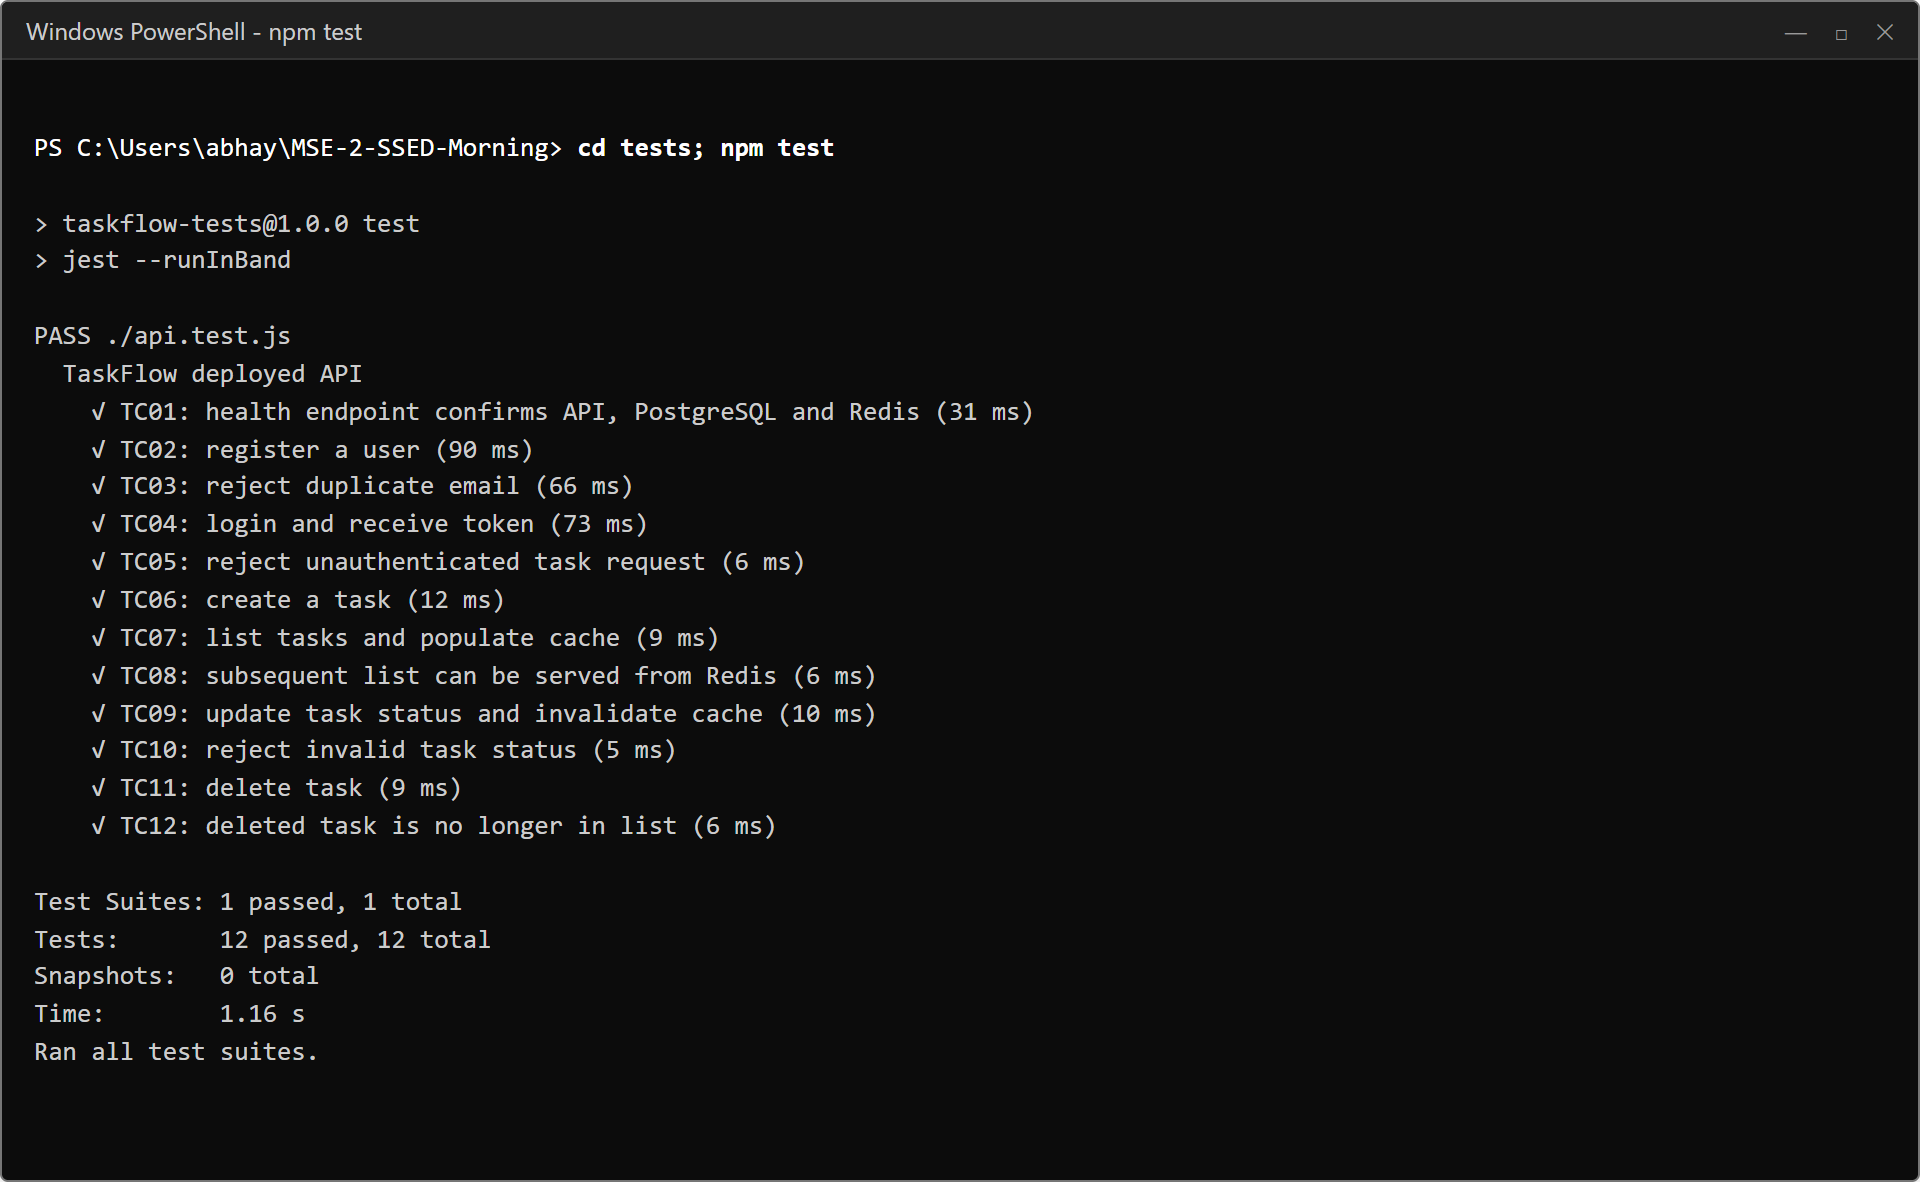 Windows PowerShell - npm test
PS C:\Users\abhay\MSE-2-SSED-Morning> cd tests; npm test
> taskflow-tests@1.0.0 test
> jest --runInBand
PASS ./api.test.js
TaskFlow deployed API
√ TC01: health endpoint confirms API, PostgreSQL and Redis (31 ms)
√ TC02: register a user (90 ms)
√ TC03: reject duplicate email (66 ms)
√ TC04: login and receive token (73 ms)
√ TC05: reject unauthenticated task request (6 ms)
√ TC06: create a task (12 ms)
√ TC07: list tasks and populate cache (9 ms)
√ TC08: subsequent list can be served from Redis (6 ms)
√ TC09: update task status and invalidate cache (10 ms)
√ TC10: reject invalid task status (5 ms)
√ TC11: delete task (9 ms)
√ TC12: deleted task is no longer in list (6 ms)
Test Suites: 1 passed, 1 total
Tests:       12 passed, 12 total
Snapshots:   0 total
Time:        1.16 s
Ran all test suites.